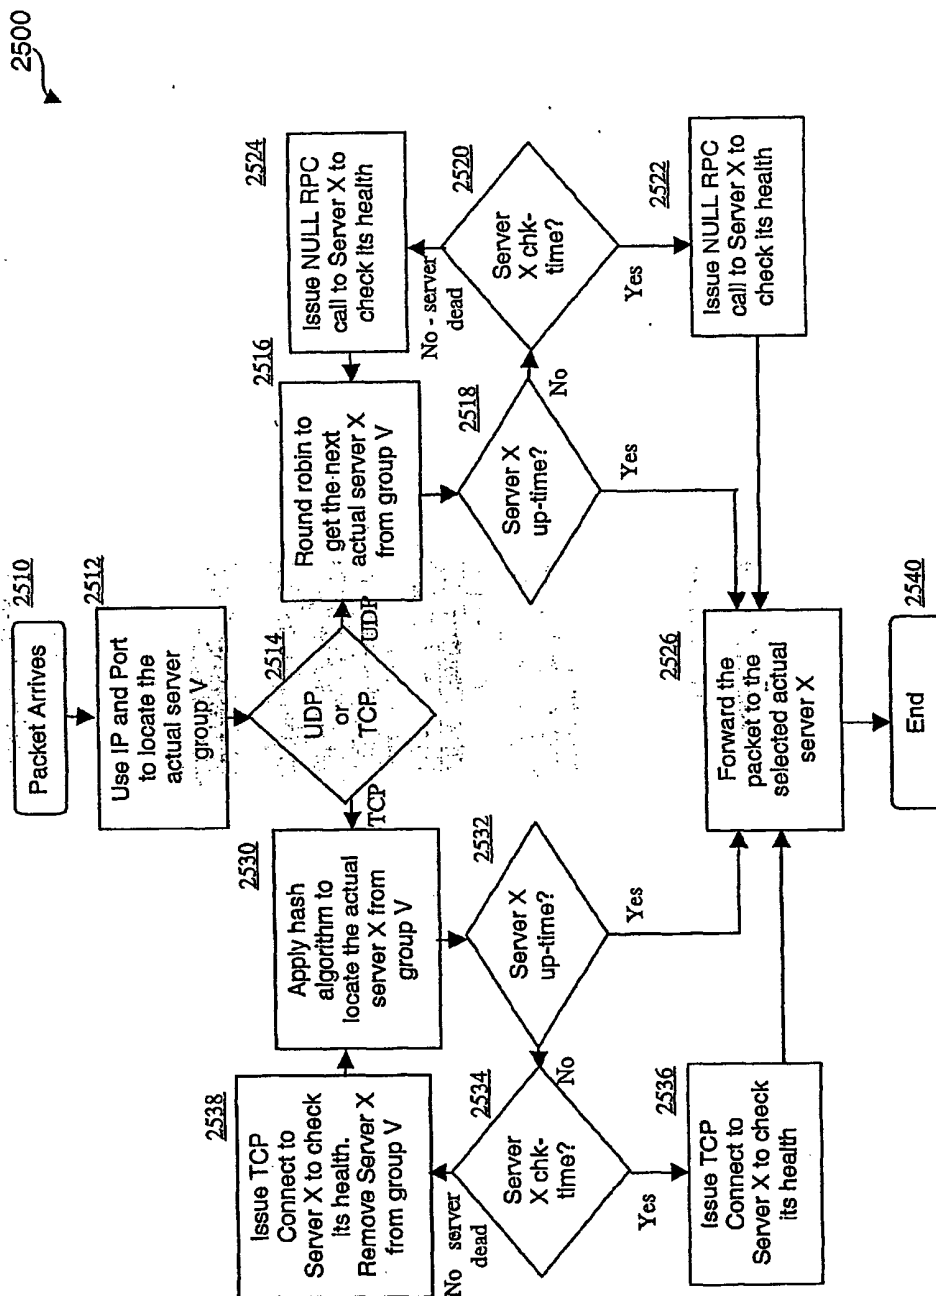 2500
2510
Packet Arrives
2512
Use IP and Port
to locate the
actual server
group V
2514
UDP
or
TCP
UDP
TCP
2516
Round robin to
get the next
actual server X
from group V
2524
Issue NULL RPC
call to Server X to
check its health
2518
Server X
up-time?
No
Yes
2520
Server
X chk-
time?
No - server
dead
Yes
2522
Issue NULL RPC
call to Server X to
check its health
2530
Apply hash
algorithm to
locate the actual
server X from
group V
2532
Server X
up-time?
Yes
No
2534
Server
X chk-
time?
No server
dead
Yes
2538
Issue TCP
Connect to
Server X to check
its health.
Remove Server X
from group V
2536
Issue TCP
Connect to
Server X to check
its health
2526
Forward the
packet to the
selected actual
server X
2540
End